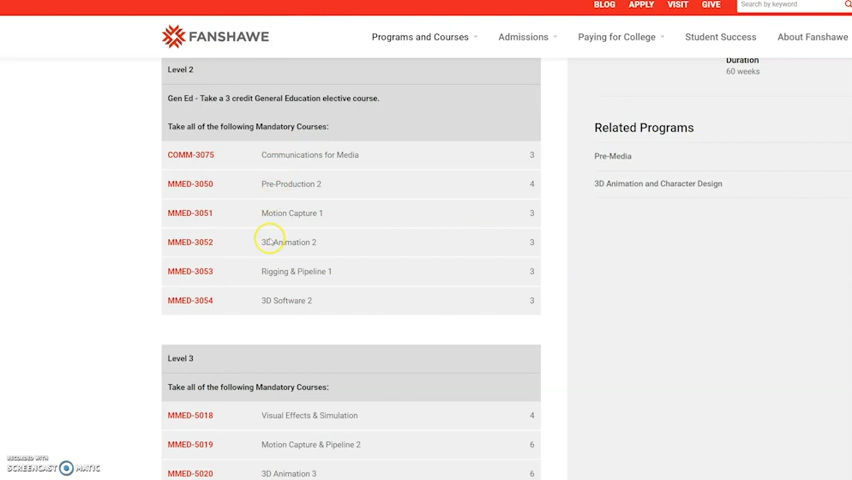 BLOG APPLY VISIT GIVE Search by keyword
FANSHAWE Programs and Courses Admissions Paying for College Student Success About Fanshawe
Level 2
Gen Ed - Take a 3 credit General Education elective course.
Take all of the following Mandatory Courses:
COMM-3075 Communications for Media 3
MMED-3050 Pre-Production 2 4
MMED-3051 Motion Capture 1 3
MMED-3052 3D Animation 2 3
MMED-3053 Rigging & Pipeline 1 3
MMED-3054 3D Software 2 3
Level 3
Take all of the following Mandatory Courses:
MMED-5018 Visual Effects & Simulation 4
MMED-5019 Motion Capture & Pipeline 2 6
MMED-5020 3D Animation 3 6
Duration
60 weeks
Related Programs
Pre-Media
3D Animation and Character Design
RECORDED WITH
SCREENCAST MATIC